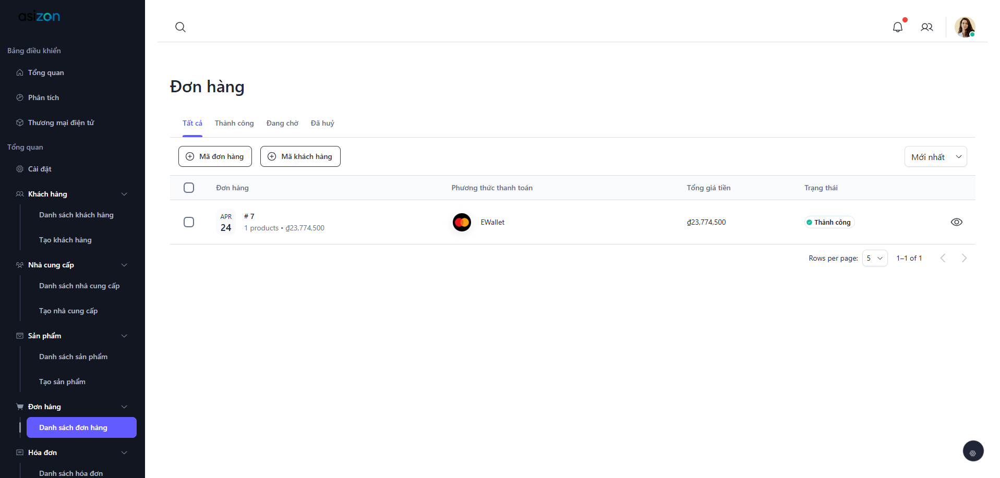 asizon
Bảng điều khiển
Tổng quan
Phân tích
Thương mại điện tử
Tổng quan
Cài đặt
Khách hàng
Danh sách khách hàng
Tạo khách hàng
Nhà cung cấp
Danh sách nhà cung cấp
Tạo nhà cung cấp
Sản phẩm
Danh sách sản phẩm
Tạo sản phẩm
Đơn hàng
Danh sách đơn hàng
Hóa đơn
Danh sách hóa đơn
Đơn hàng
Tất cả Thành công Đang chờ Đã huỷ
Mã đơn hàng Mã khách hàng Mới nhất
Đơn hàng Phương thức thanh toán Tổng giá tiền Trạng thái
APR
24
# 7
1 products • ₫23,774,500
EWallet
₫23,774,500
Thành công
Rows per page: 5 1–1 of 1